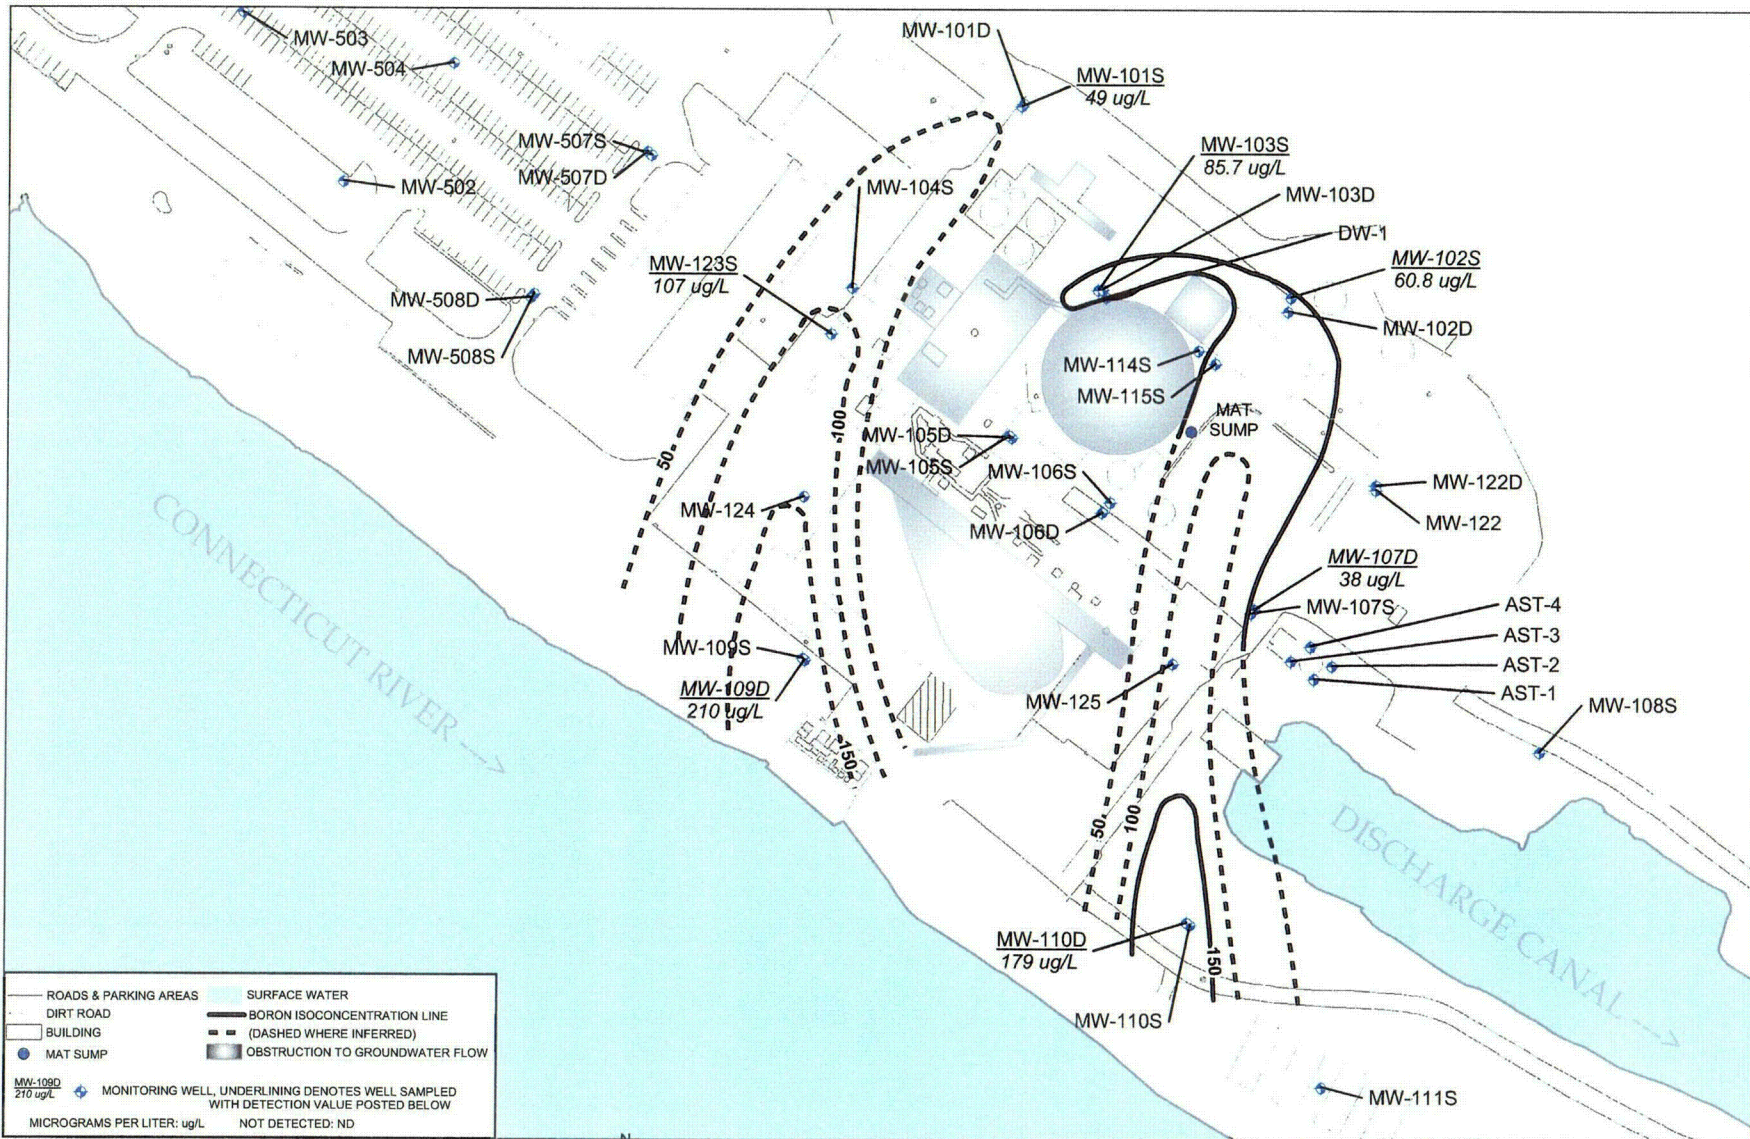 MW-503
MW-504
MW-507S
MW-507D
MW-502
MW-508D
MW-508S
MW-101D
MW-101S
49 ug/L
MW-103S
85.7 ug/L
MW-103D
DW-1
MW-102S
60.8 ug/L
MW-102D
MW-104S
MW-123S
107 ug/L
MW-114S
MW-115S
MAT
SUMP
50
100
MW-105D
MW-105S
MW-106S
MW-106D
MW-122D
MW-122
MW-124
MW-107D
38 ug/L
MW-107S
AST-4
AST-3
AST-2
AST-1
MW-108S
MW-109S
MW-109D
210 ug/L
MW-125
150
50
100
150
MW-110D
179 ug/L
MW-110S
MW-111S
CONNECTICUT RIVER --->
DISCHARGE CANAL --->
ROADS & PARKING AREAS
DIRT ROAD
BUILDING
MAT SUMP
SURFACE WATER
BORON ISOCONCENTRATION LINE
(DASHED WHERE INFERRED)
OBSTRUCTION TO GROUNDWATER FLOW
MW-109D
210 ug/L
MONITORING WELL, UNDERLINING DENOTES WELL SAMPLED
WITH DETECTION VALUE POSTED BELOW
MICROGRAMS PER LITER: ug/L NOT DETECTED: ND